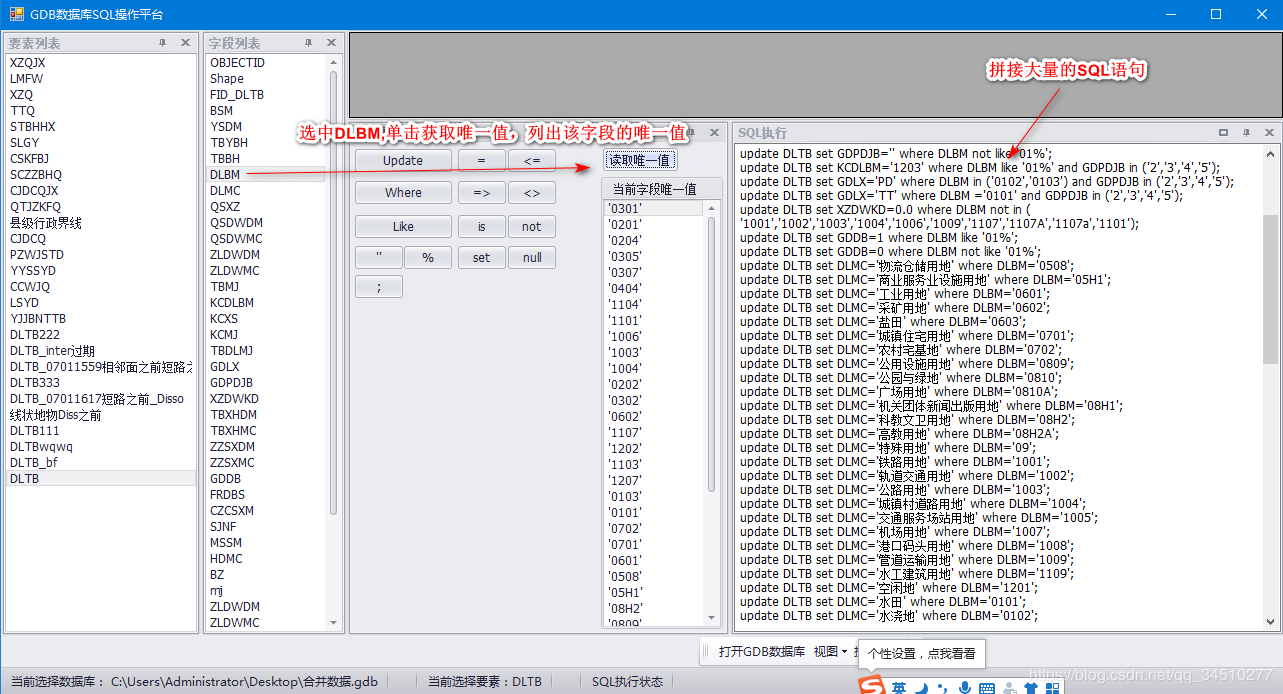 GDB数据库SQL操作平台
要素列表
XZQJX
LMFW
XZQ
TTQ
STBHHX
SLGY
CSKFBJ
SCZZBHQ
CJDCQJX
QTJZKFQ
县级行政界线
CJDCQ
PZWJSTD
YYSSYD
CCWJQ
LSYD
YJJBNTTB
DLTB222
DLTB_inter过期
DLTB_07011559相邻面之前短路
DLTB333
DLTB_07011617短路之前_Disso
线状地物Diss之前
DLTB111
DLTBwqwq
DLTB_bf
DLTB
字段列表
OBJECTID
Shape
FID_DLTB
BSM
YSDM
TBYBH
TBBH
DLBM
DLMC
QSXZ
QSDWDM
QSDWMC
ZLDWDM
ZLDWMC
TBMJ
KCDLBM
KCXS
KCMJ
TBDLMJ
GDLX
GDPDJB
XZDWKD
TBXHDM
TBXHMC
ZZSXDM
ZZSXMC
GDDB
FRDBS
CZCSXM
SJNF
MSSM
HDMC
BZ
mj
ZLDWDM
ZLDWMC
选中DLBM,单击获取唯一值，列出该字段的唯一值
Update = <=
Where => <>
Like is not
" % set null
;
读取唯一值
当前字段唯一值
'0301'
'0201'
'0204'
'0305'
'0307'
'0404'
'1104'
'1101'
'1006'
'1003'
'1004'
'0202'
'0302'
'0602'
'1107'
'1202'
'1103'
'1207'
'0103'
'0101'
'0702'
'0701'
'0601'
'0508'
'05H1'
'08H2'
'0809'
拼接大量的SQL语句
SQL执行
update DLTB set GDPDJB='' where DLBM not like '01%';
update DLTB set KCDLBM='1203' where DLBM like '01%' and GDPDJB in ('2','3','4','5');
update DLTB set GDLX='PD' where DLBM in ('0102','0103') and GDPDJB in ('2','3','4','5');
update DLTB set GDLX='TT' where DLBM ='0101' and GDPDJB in ('2','3','4','5');
update DLTB set XZDWKD=0.0 where DLBM not in (
'1001','1002','1003','1004','1006','1009','1107','1107A','1107a','1101');
update DLTB set GDDB=1 where DLBM like '01%';
update DLTB set GDDB=0 where DLBM not like '01%';
update DLTB set DLMC='物流仓储用地' where DLBM='0508';
update DLTB set DLMC='商业服务业设施用地' where DLBM='05H1';
update DLTB set DLMC='工业用地' where DLBM='0601';
update DLTB set DLMC='采矿用地' where DLBM='0602';
update DLTB set DLMC='盐田' where DLBM='0603';
update DLTB set DLMC='城镇住宅用地' where DLBM='0701';
update DLTB set DLMC='农村宅基地' where DLBM='0702';
update DLTB set DLMC='公用设施用地' where DLBM='0809';
update DLTB set DLMC='公园与绿地' where DLBM='0810';
update DLTB set DLMC='广场用地' where DLBM='0810A';
update DLTB set DLMC='机关团体新闻出版用地' where DLBM='08H1';
update DLTB set DLMC='科教文卫用地' where DLBM='08H2';
update DLTB set DLMC='高教用地' where DLBM='08H2A';
update DLTB set DLMC='特殊用地' where DLBM='09';
update DLTB set DLMC='铁路用地' where DLBM='1001';
update DLTB set DLMC='轨道交通用地' where DLBM='1002';
update DLTB set DLMC='公路用地' where DLBM='1003';
update DLTB set DLMC='城镇村道路用地' where DLBM='1004';
update DLTB set DLMC='交通服务场站用地' where DLBM='1005';
update DLTB set DLMC='机场用地' where DLBM='1007';
update DLTB set DLMC='港口码头用地' where DLBM='1008';
update DLTB set DLMC='管道运输用地' where DLBM='1009';
update DLTB set DLMC='水工建筑用地' where DLBM='1109';
update DLTB set DLMC='空闲地' where DLBM='1201';
update DLTB set DLMC='水田' where DLBM='0101';
update DLTB set DLMC='水浇地' where DLBM='0102';
打开GDB数据库 视图
个性设置，点我看看
当前选择数据库： C:\Users\Administrator\Desktop\合并数据.gdb 当前选择要素：DLTB SQL执行状态
英
https://blog.csdn.net/qq_34510277